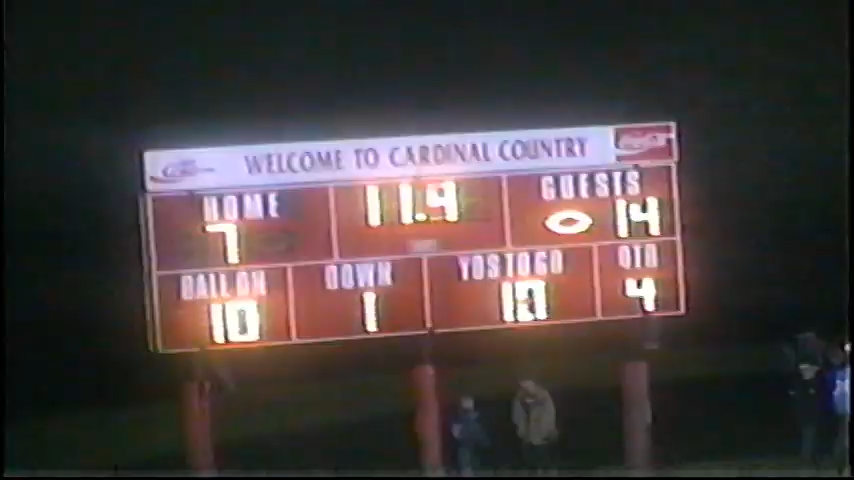 WELCOME TO CARDINAL COUNTRY
HOME 11.4 GUESTS
7 14
BALL ON DOWN YDS TO GO QTR
10 1 10 4